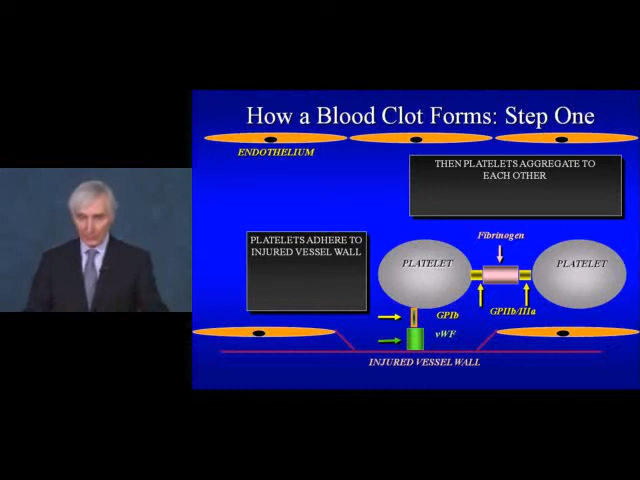 How a Blood Clot Forms: Step One
ENDOTHELIUM
THEN PLATELETS AGGREGATE TO
EACH OTHER
PLATELETS ADHERE TO
INJURED VESSEL WALL
Fibrinogen
PLATELET
PLATELET
GPIb
GPIIb/IIIa
vWF
INJURED VESSEL WALL